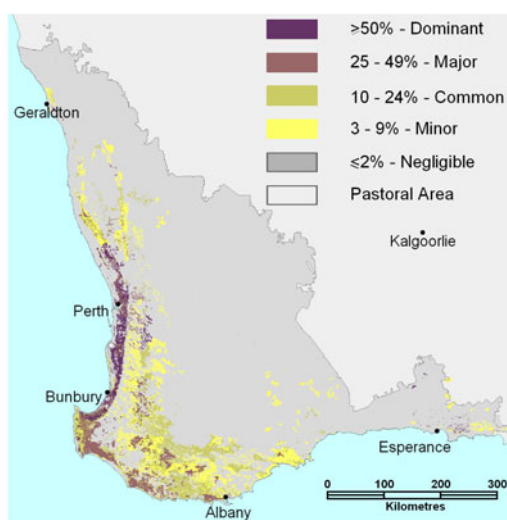 ≥50% - Dominant
25 - 49% - Major
10 - 24% - Common
3 - 9% - Minor
≤2% - Negligible
Pastoral Area
Geraldton
Kalgoorlie
Perth
Bunbury
Esperance
Albany
0 100 200 300
Kilometres